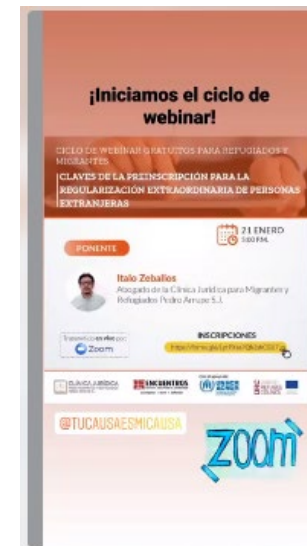 ¡Iniciamos el ciclo de
webinar!
CICLO DE WEBINAR GRATUITOS PARA REFUGIADOS Y
MIGRANTES
CLAVES DE LA PREINSCRIPCIÓN PARA LA
REGULARIZACIÓN EXTRAORDINARIA DE PERSONAS
EXTRANJERAS
21 ENERO
PONENTE
Italo Zeballos
Abogado de la Clínica Jurídica para Migrantes y
Refugiados Pedro Arrupe S.J.
Zoom
INSCRIPCIONES
CLÍNICA JURÍDICA
ENCUENTROS
@TUCAUSAESMICAUSA
ZOOM